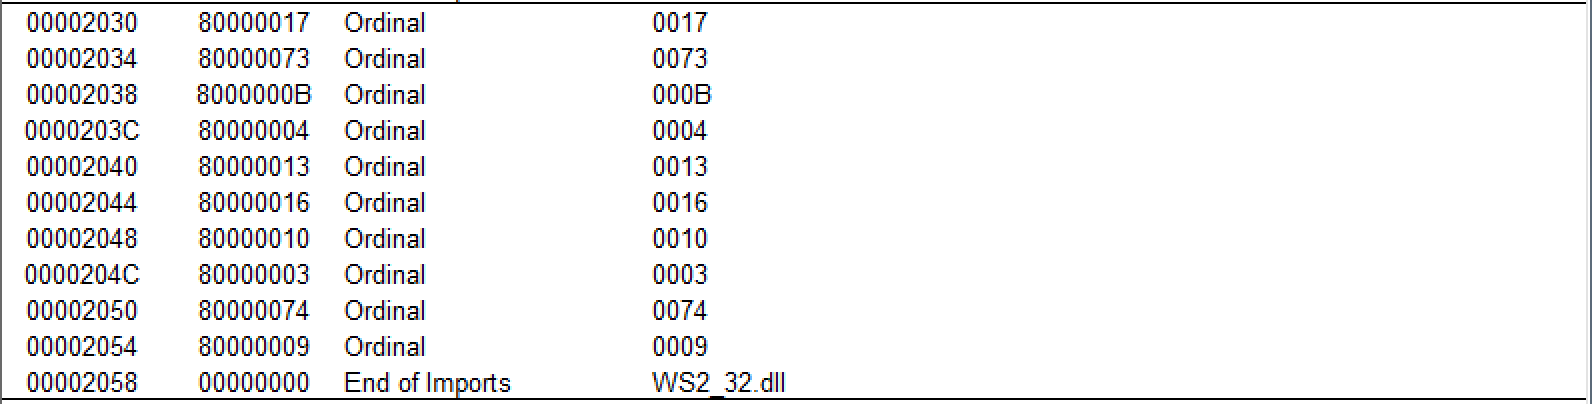 00002030 80000017 Ordinal 0017
00002034 80000073 Ordinal 0073
00002038 8000000B Ordinal 000B
0000203C 80000004 Ordinal 0004
00002040 80000013 Ordinal 0013
00002044 80000016 Ordinal 0016
00002048 80000010 Ordinal 0010
0000204C 80000003 Ordinal 0003
00002050 80000074 Ordinal 0074
00002054 80000009 Ordinal 0009
00002058 00000000 End of Imports WS2_32.dll